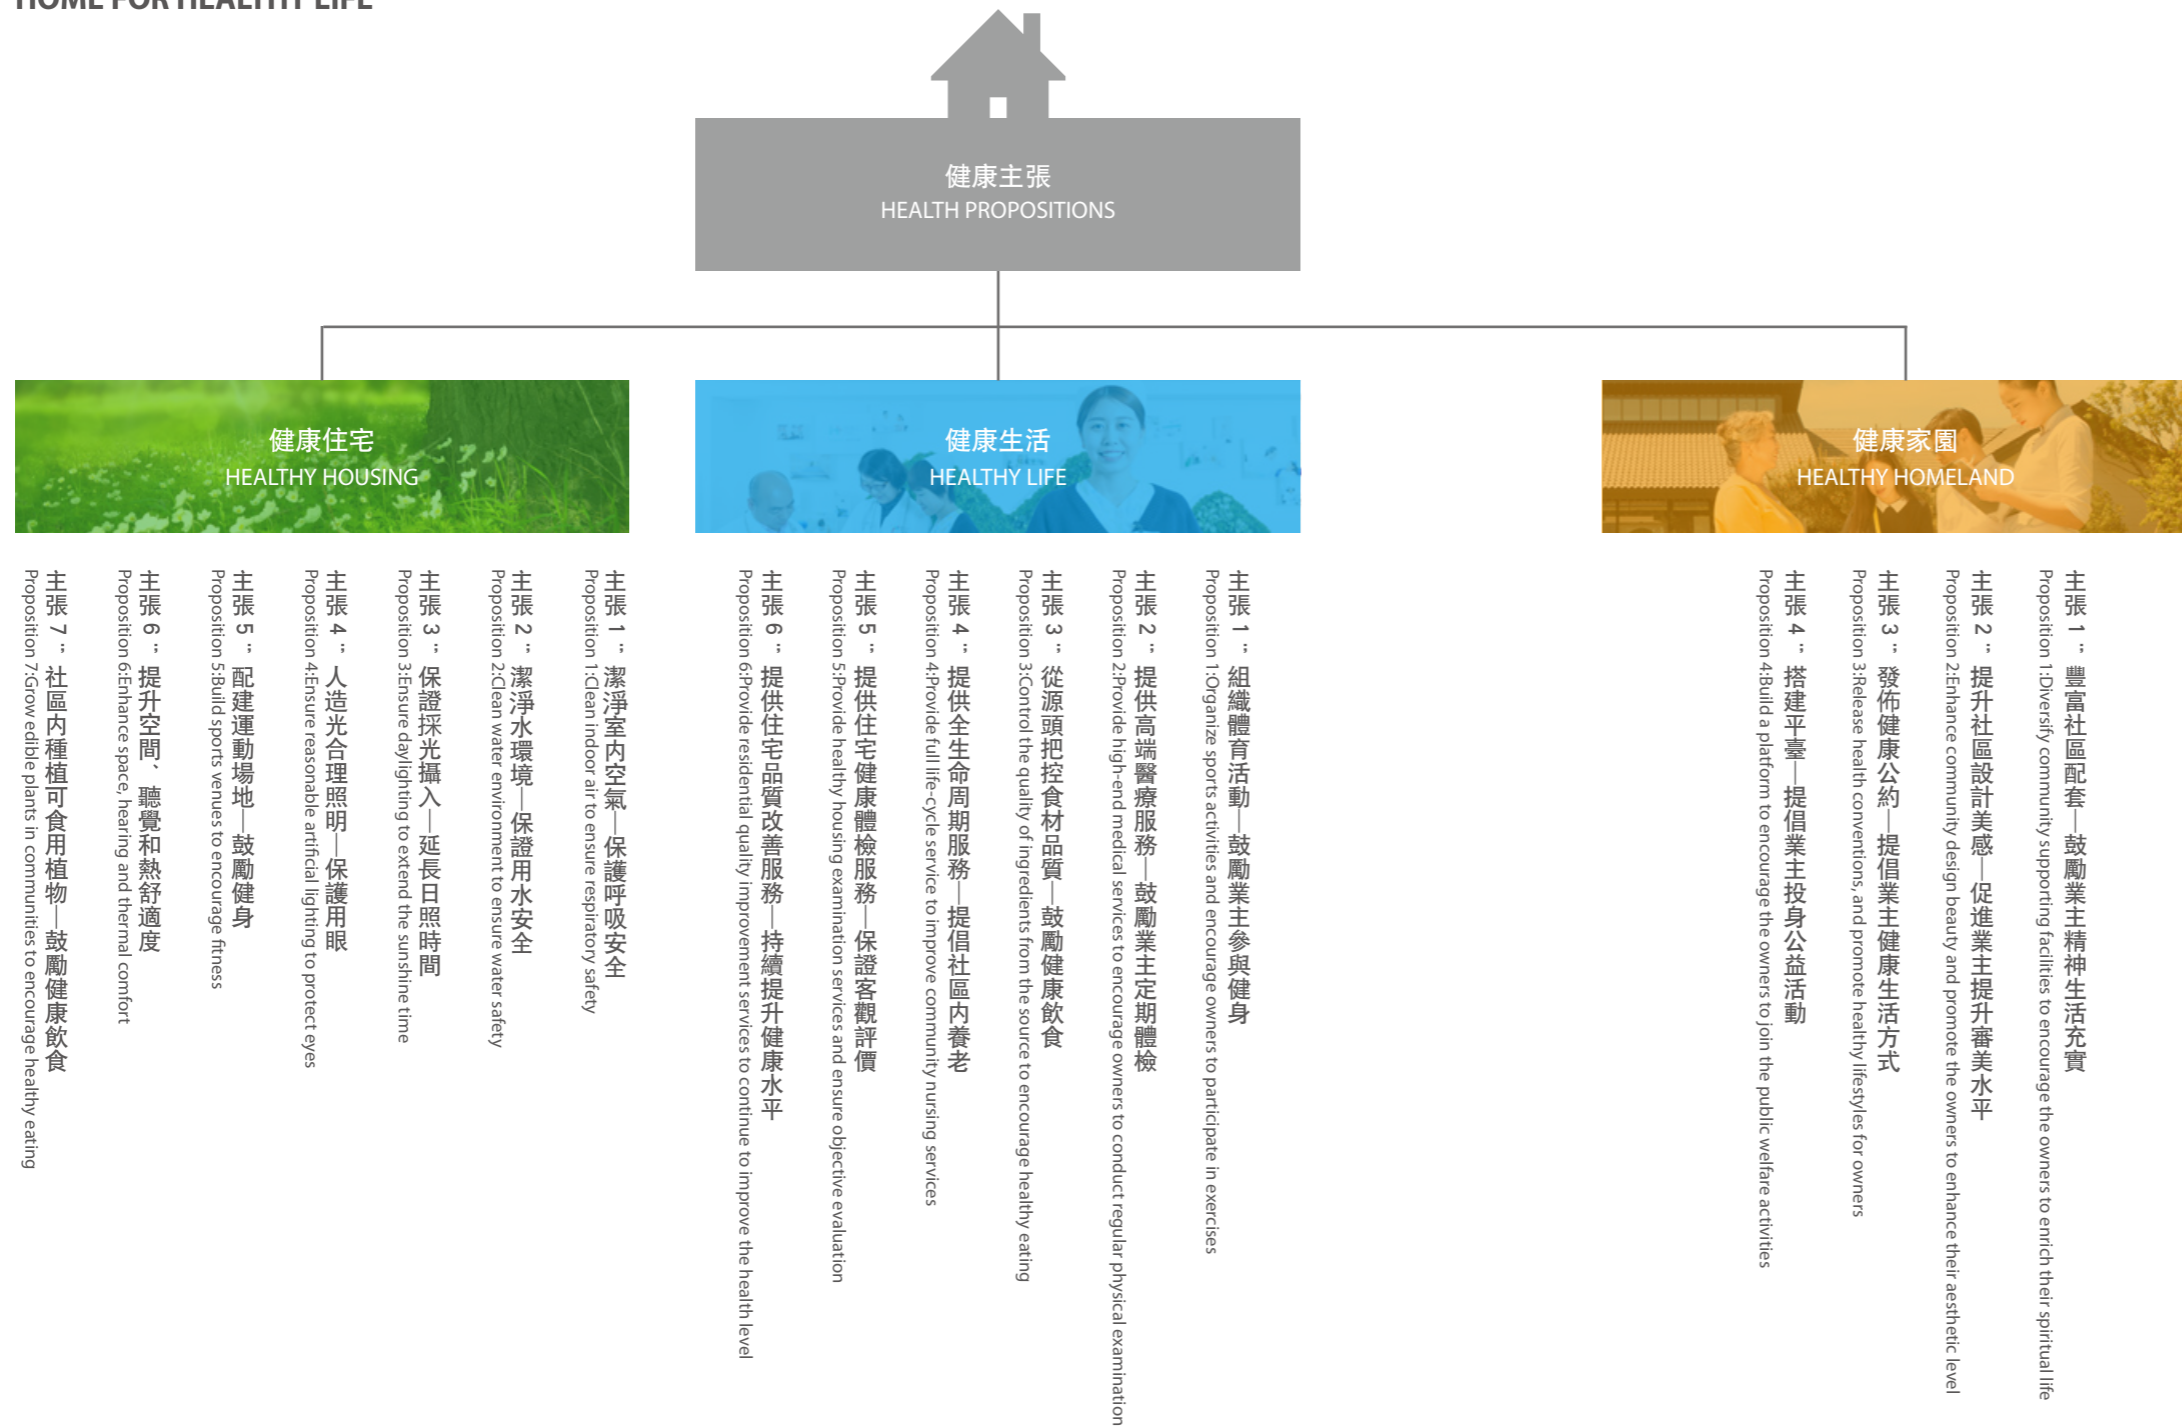 HOME FOR HEALTHY LIFE
健康主張
HEALTH PROPOSITIONS
健康住宅
HEALTHY HOUSING
主張 1：潔淨室內空氣—保護呼吸安全
Proposition 1:Clean indoor air to ensure respiratory safety
主張 2：潔淨水環境—保證用水安全
Proposition 2:Clean water environment to ensure water safety
主張 3：保證採光攝入—延長日照時間
Proposition 3:Ensure daylighting to extend the sunshine time
主張 4：人造光合理照明—保護用眼
Proposition 4:Ensure reasonable artificial lighting to protect eyes
主張 5：配建運動場地—鼓勵健身
Proposition 5:Build sports venues to encourage fitness
主張 6：提升空間、聽覺和熱舒適度
Proposition 6:Enhance space, hearing and thermal comfort
主張 7：社區內種植可食用植物—鼓勵健康飲食
Proposition 7:Grow edible plants in communities to encourage healthy eating
健康生活
HEALTHY LIFE
主張 1：組織體育活動—鼓勵業主參與健身
Proposition 1:Organize sports activities and encourage owners to participate in exercises
主張 2：提供高端醫療服務—鼓勵業主定期體檢
Proposition 2:Provide high-end medical services to encourage owners to conduct regular physical examination
主張 3：從源頭把控食材品質—鼓勵健康飲食
Proposition 3:Control the quality of ingredients from the source to encourage healthy eating
主張 4：提供全生命周期服務—提倡社區內養老
Proposition 4:Provide full life-cycle service to improve community nursing services
主張 5：提供住宅健康體檢服務—保證客觀評價
Proposition 5:Provide healthy housing examination services and ensure objective evaluation
主張 6：提供住宅品質改善服務—持續提升健康水平
Proposition 6:Provide residential quality improvement services to continue to improve the health level
健康家園
HEALTHY HOMELAND
主張 1：豐富社區配套—鼓勵業主精神生活充實
Proposition 1:Diversify community supporting facilities to encourage the owners to enrich their spiritual life
主張 2：提升社區設計美感—促進業主提升審美水平
Proposition 2:Enhance community design beauty and promote the owners to enhance their aesthetic level
主張 3：發佈健康公約—提倡業主健康生活方式
Proposition 3:Release health conventions, and promote healthy lifestyles for owners
主張 4：搭建平臺—提倡業主投身公益活動
Proposition 4:Build a platform to encourage the owners to join the public welfare activities